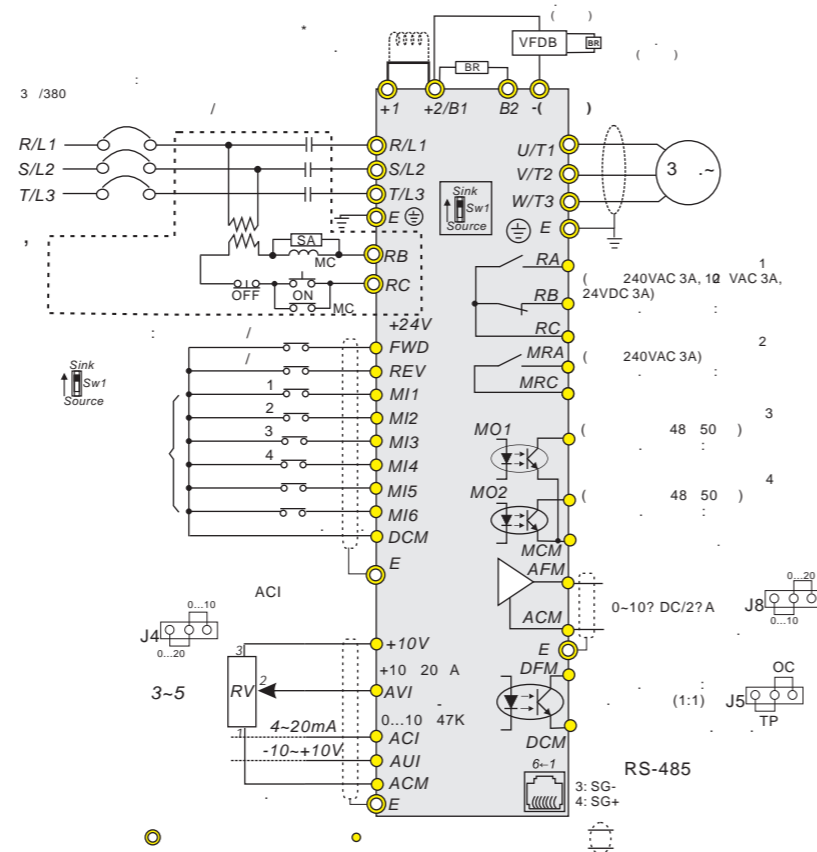 *
( )
VFDB
BR
( )
BR
3 /380 :
/
+1
+2/B1
B2
-( )
R/L1
S/L2
T/L3
R/L1
S/L2
T/L3
E
U/T1
V/T2
W/T3
E
3 .~
Sink
Sw1
Source
,
SA
MC
RB
RC
OFF
ON
MC
RA
RB
RC
1
( 240VAC 3A, VAC 3A,
24VDC 3A)
. :
+24V
: /
FWD
/
REV
1
MI1
2
MI2
3
MI3
4
MI4
MI5
MI6
DCM
E
Sink
Sw1
Source
MRA
MRC
2
( 240VAC 3A)
. :
MO1
3
( 48 50 )
. :
MO2
4
( 48 50 )
. :
MCM
AFM
ACM
E
0~10? DC/2? A
J8
0...20
0...10
ACI
J4
0...10
0...20
+10V
+10 20 A
3~5
3
RV
2
1
AVI
-
0...10 47K
4~20mA
ACI
-10~+10V
AUI
ACM
E
DFM
DCM
. :
(1:1)
J5
OC
TP
6←1
RS-485
3: SG-
4: SG+